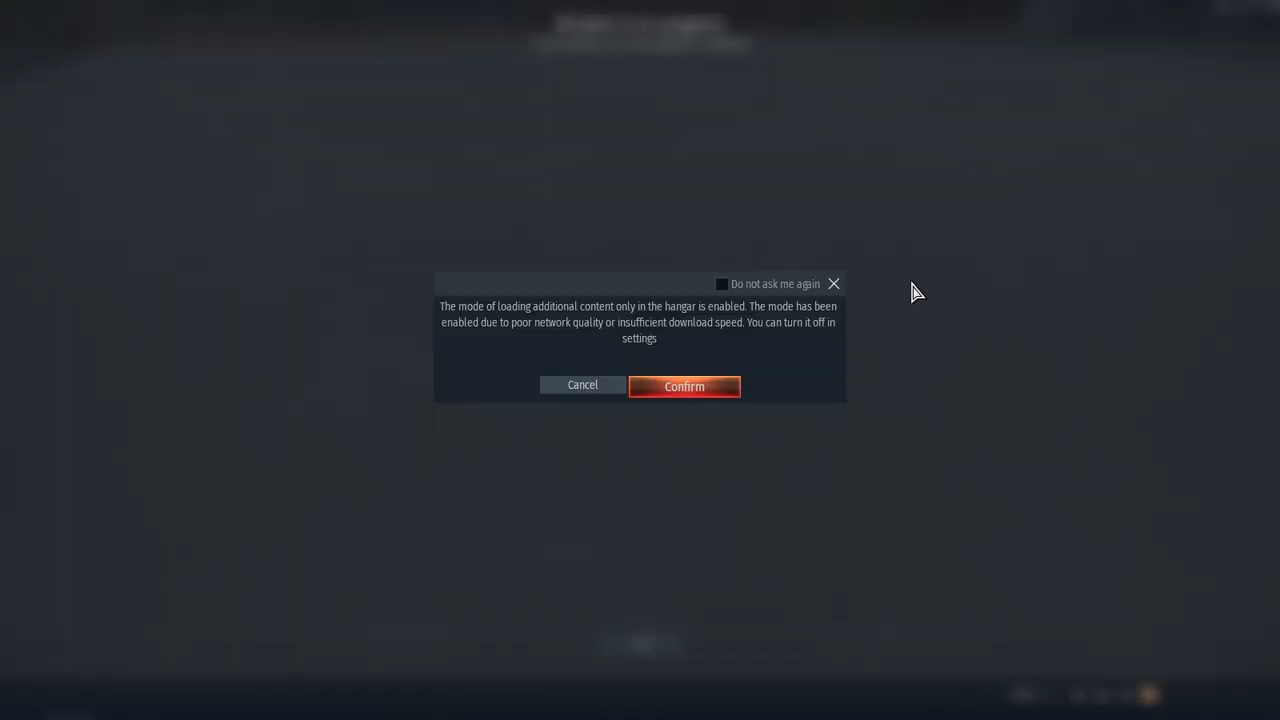 Do not ask me again
The mode of loading additional content only in the hangar is enabled. The mode has been
enabled due to poor network quality or insufficient download speed. You can turn it off in
settings
Cancel
Confirm